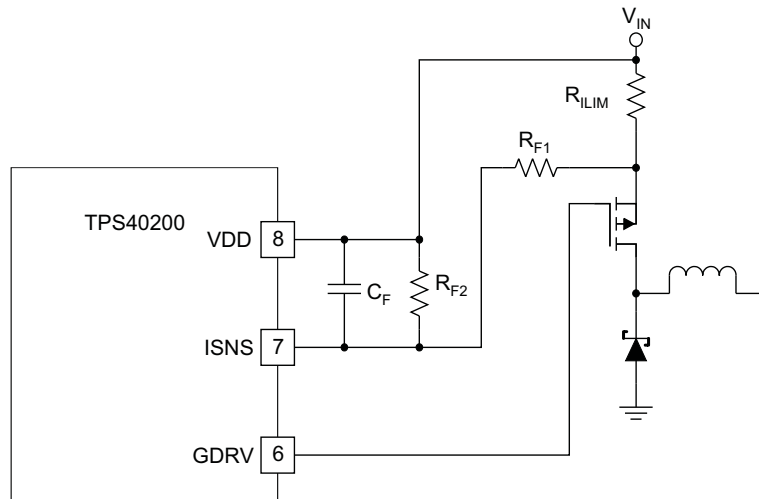 V_IN
R_ILIM
R_F1
TPS40200
VDD 8
C_F
R_F2
ISNS 7
GDRV 6